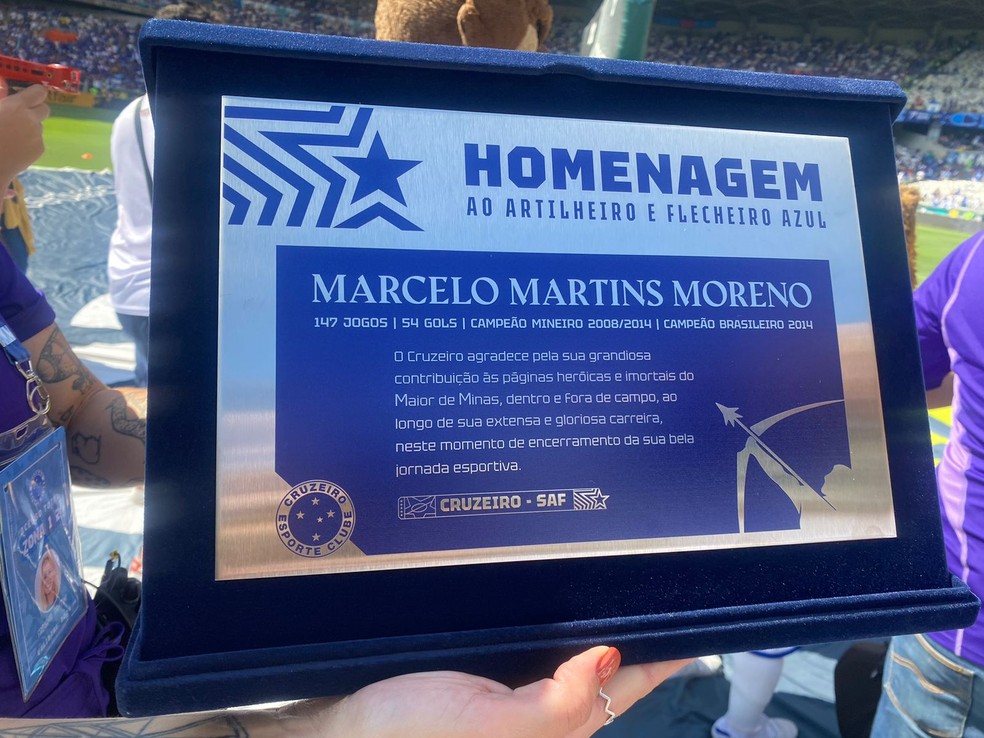 HOMENAGEM
AO ARTILHEIRO E FLECHEIRO AZUL
MARCELO MARTINS MORENO
147 JOGOS | 54 GOLS | CAMPEÃO MINEIRO 2008/2014 | CAMPEÃO BRASILEIRO 2014
O Cruzeiro agradece pela sua grandiosa
contribuição às páginas heróicas e imortais do
Maior de Minas, dentro e fora de campo, ao
longo de sua extensa e gloriosa carreira,
neste momento de encerramento da sua bela
jornada esportiva.
CRUZEIRO - SAF
CRUZEIRO
ESPORTE CLUBE